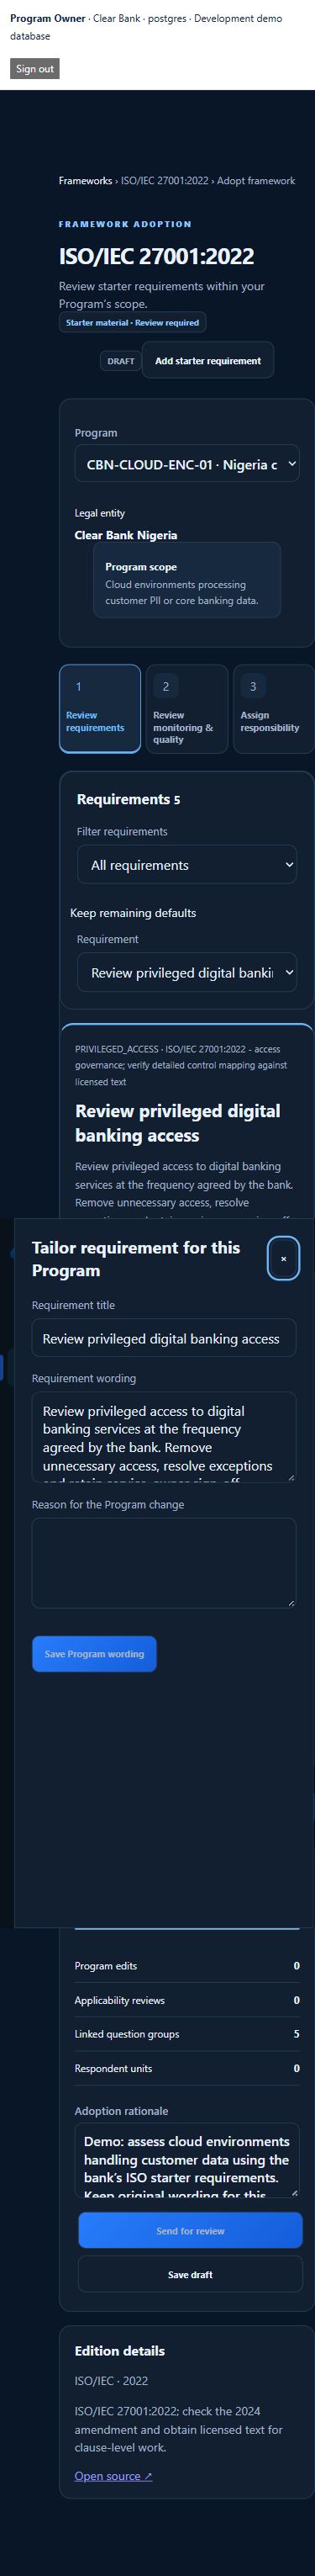 Program Owner · Clear Bank · postgres · Development demo
database
Sign out
Frameworks › ISO/IEC 27001:2022 › Adopt framework
FRAMEWORK ADOPTION
ISO/IEC 27001:2022
Review starter requirements within your
Program's scope.
Starter material · Review required
DRAFT
Add starter requirement
Program
CBN-CLOUD-ENC-01 · Nigeria c
Legal entity
Clear Bank Nigeria
Program scope
Cloud environments processing
customer PII or core banking data.
1
Review
requirements
2
Review
monitoring &
quality
3
Assign
responsibility
Requirements 5
Filter requirements
All requirements
Keep remaining defaults
Requirement
Review privileged digital banki
PRIVILEGED_ACCESS · ISO/IEC 27001:2022 - access
governance; verify detailed control mapping against
licensed text
Review privileged digital
banking access
Review privileged access to digital banking
services at the frequency agreed by the bank.
Remove unnecessary access, resolve
Tailor requirement for this
Program
×
Requirement title
Review privileged digital banking access
Requirement wording
Review privileged access to digital
banking services at the frequency
agreed by the bank. Remove
unnecessary access, resolve exceptions
Reason for the Program change
Save Program wording
Program edits 0
Applicability reviews 0
Linked question groups 5
Respondent units 0
Adoption rationale
Demo: assess cloud environments
handling customer data using the
bank's ISO starter requirements.
Keep original wording for this
Send for review
Save draft
Edition details
ISO/IEC · 2022
ISO/IEC 27001:2022; check the 2024
amendment and obtain licensed text for
clause-level work.
Open source ↗